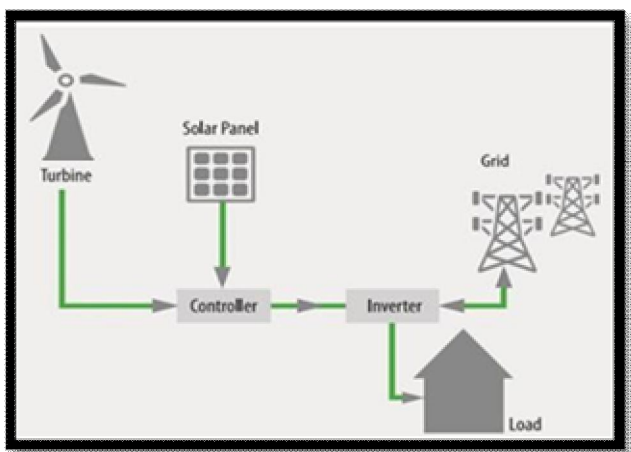 Solar Panel
Turbine
Grid
Controller
Inverter
Load